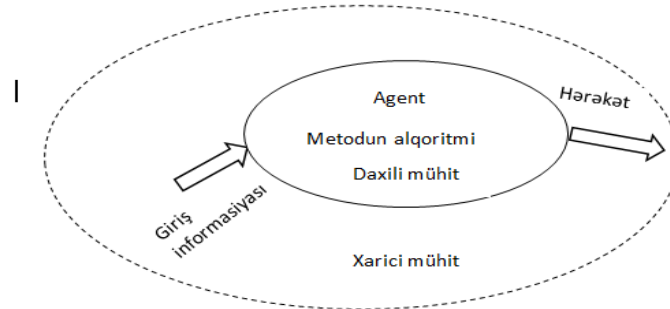 Agent
Metodun alqoritmi
Daxili mühit
Hərəkət
Giriş
informasiyası
Xarici mühit